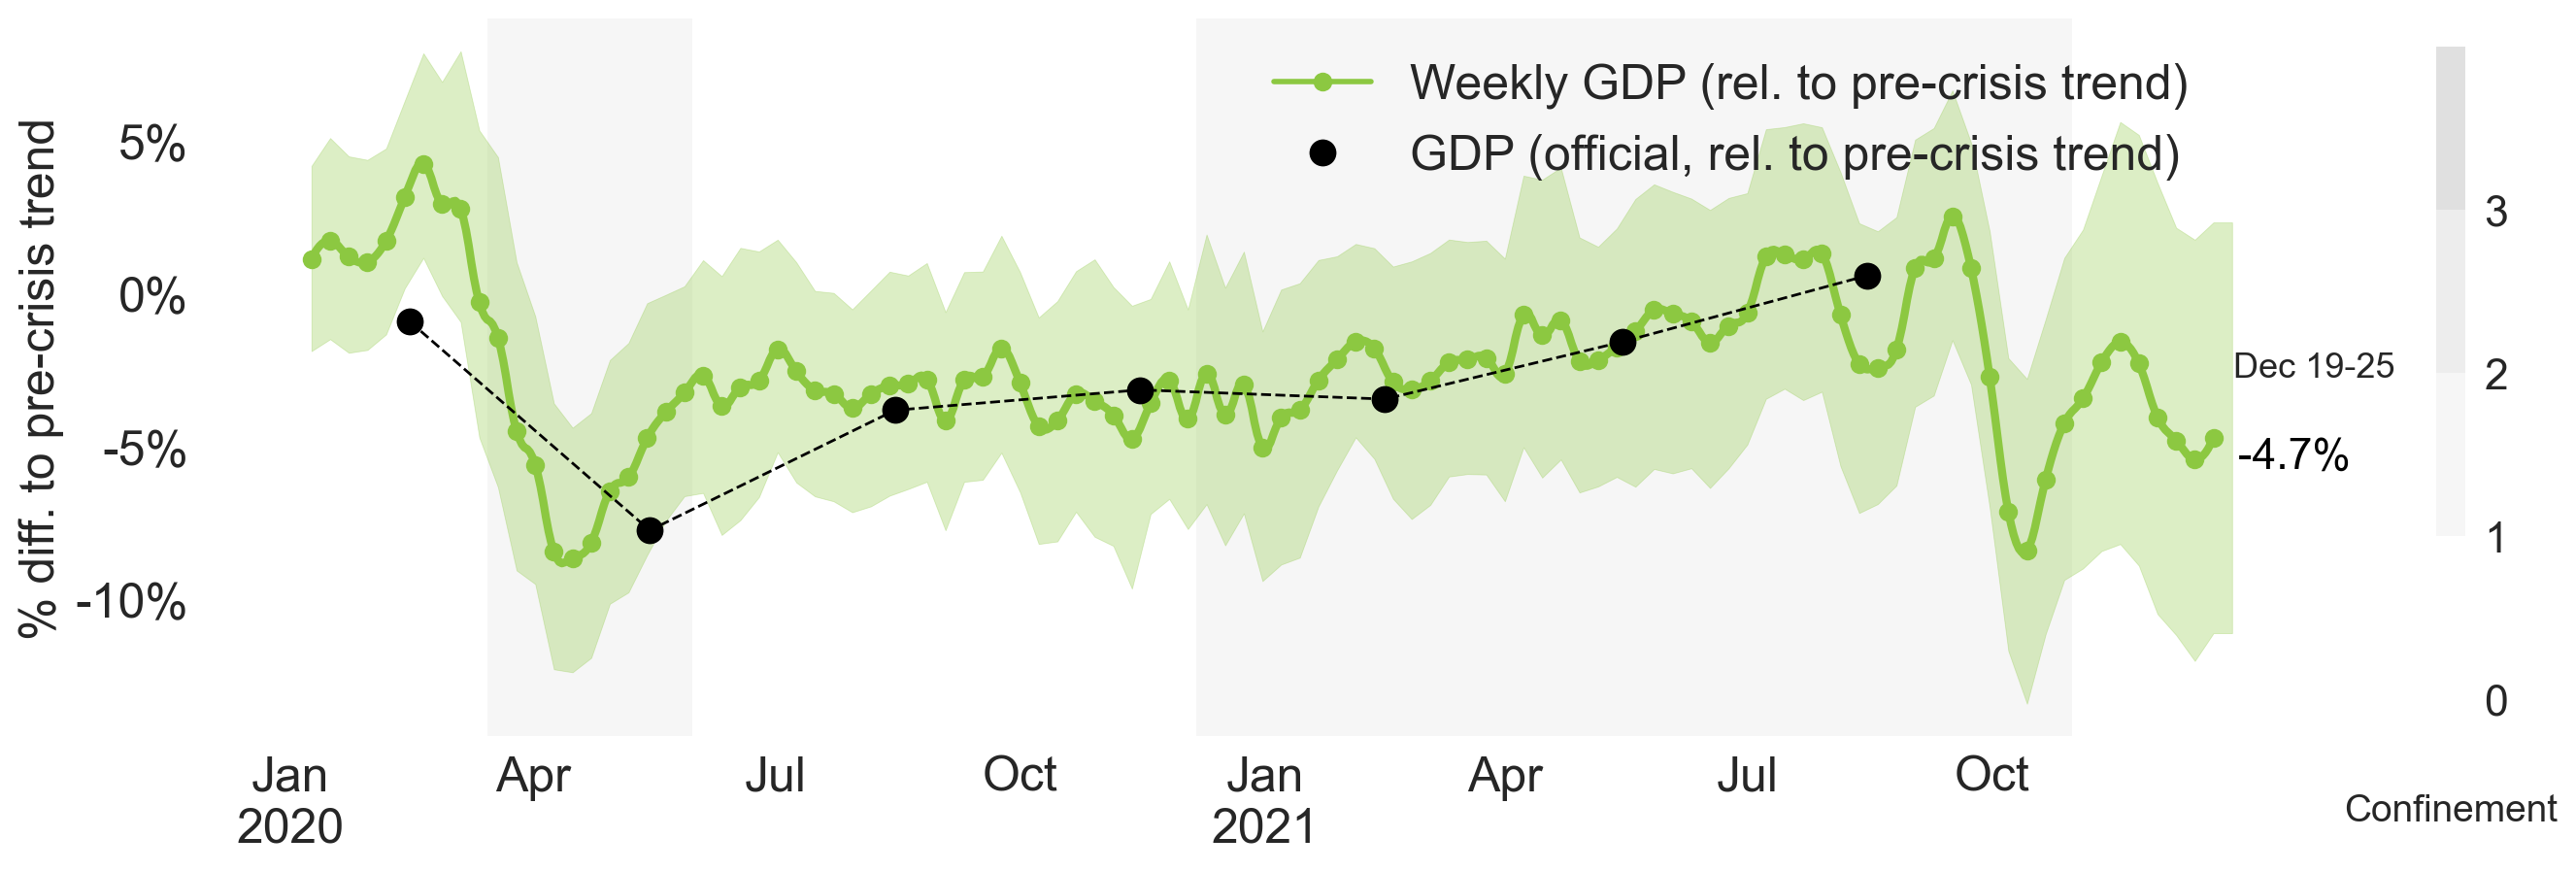 Weekly GDP (rel. to pre-crisis trend)
GDP (official, rel. to pre-crisis trend)
% diff. to pre-crisis trend
5%
0%
-5%
-10%
Dec 19-25
-4.7%
3
2
1
0
Jan Apr Jul Oct Jan Apr Jul Oct
2020 2021
Confinement